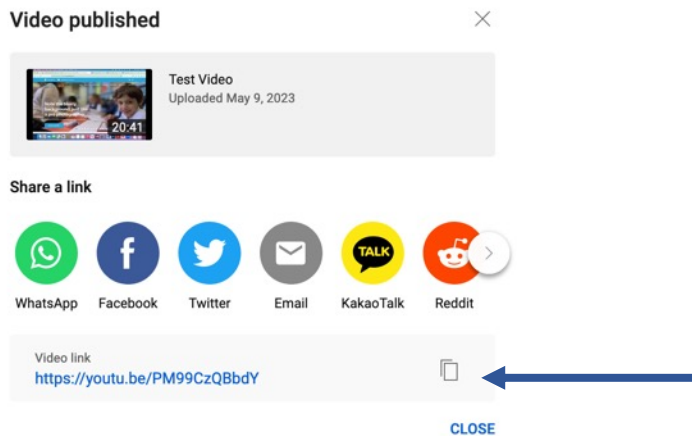 Video published
Test Video
Uploaded May 9, 2023
20:41
Share a link
TALK
WhatsApp Facebook Twitter Email KakaoTalk Reddit
Video link
https://youtu.be/PM99CzQBbdY
CLOSE